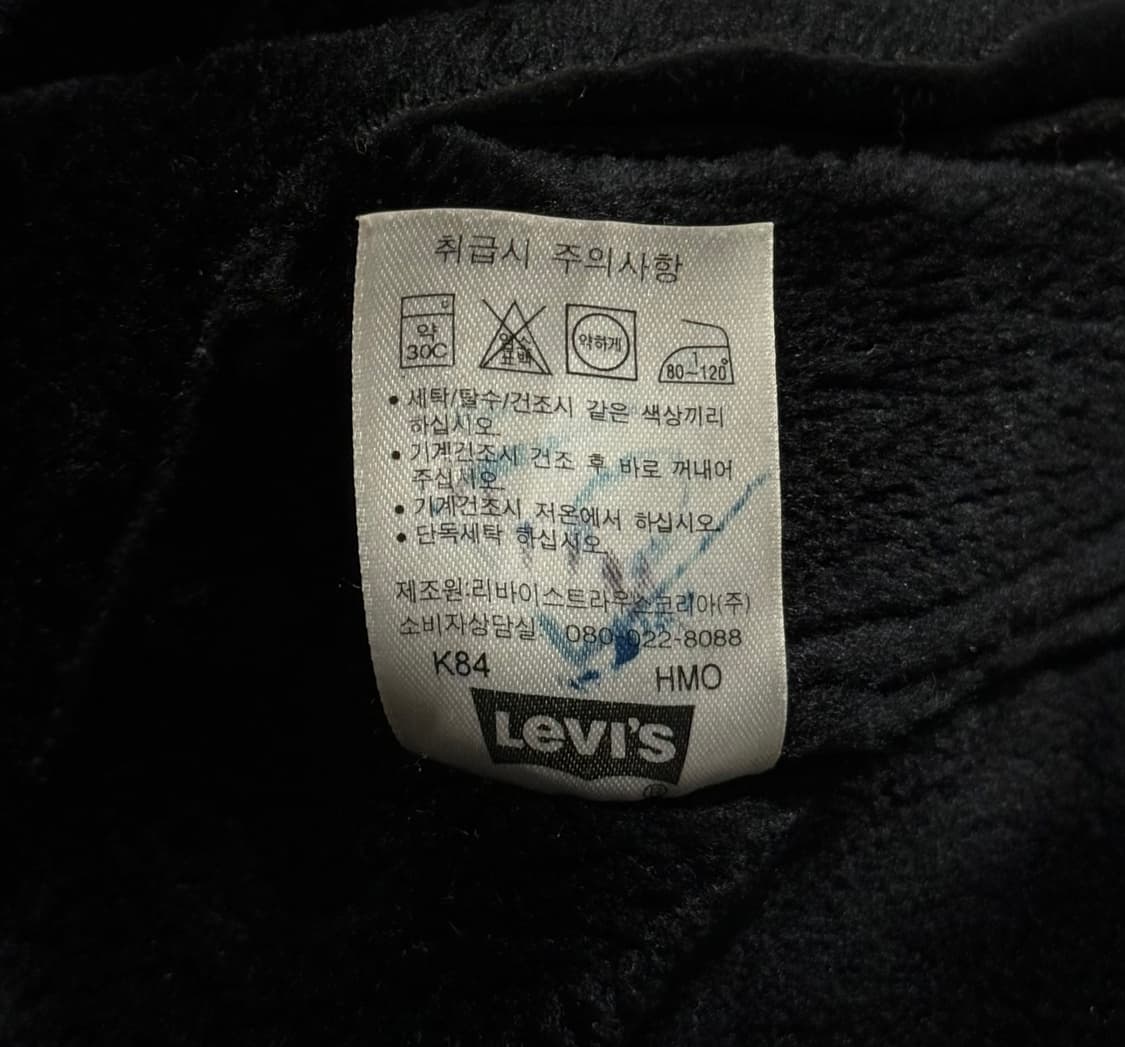 취급시 주의사항
약
30C
염소
표백
약하게
1
80~120°
• 세탁/탈수/건조시 같은 색상끼리
하십시오.
• 기계건조시 건조 후 바로 꺼내어
주십시오.
• 기계건조시 저온에서 하십시오.
• 단독세탁 하십시오.
제조원:리바이스트라우스코리아(주)
소비자상담실: 080-022-8088
K84 HMO
LEVI'S
®